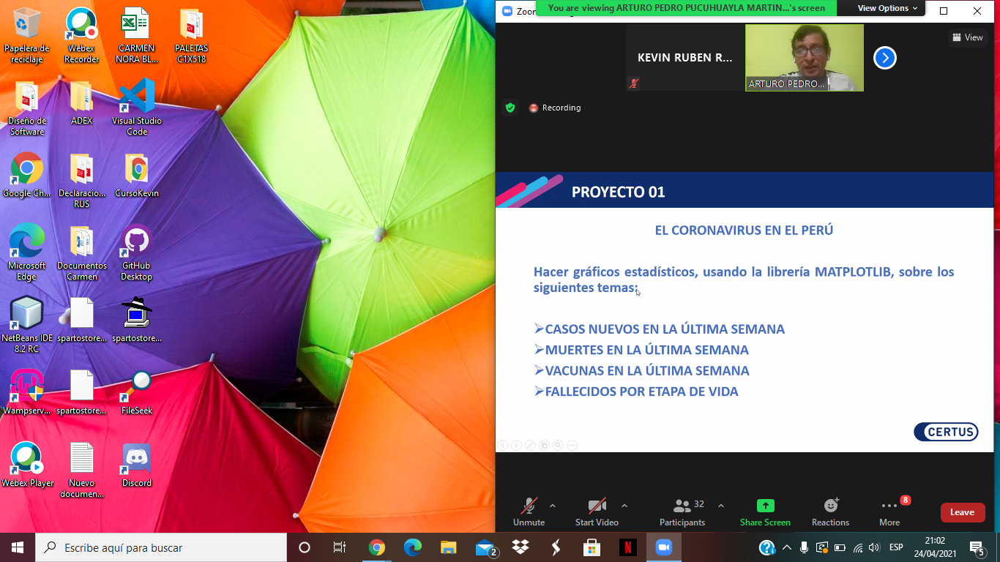 Papelera de
reciclaje
Webex
Recorder
CARMEN
NORA BL...
PALETAS
C1X518
Diseño de
Software
ADEX
Visual Studio
Code
Google Ch...
Declaracio...
RUS
CursoKevin
Microsoft
Edge
Documentos
Carmen
GitHub
Desktop
NetBeans IDE
8.2 RC
spartostore...
spartostore...
Wampserv...
spartostore...
FileSeek
Webex Player
Nuevo
documen...
Discord
Zoom
You are viewing ARTURO PEDRO PUCUHUAYLA MARTIN...'s screen
View Options
KEVIN RUBEN R...
ARTURO PEDRO...
View
Recording
PROYECTO 01
EL CORONAVIRUS EN EL PERÚ
Hacer gráficos estadísticos, usando la librería MATPLOTLIB, sobre los
siguientes temas:
CASOS NUEVOS EN LA ÚLTIMA SEMANA
MUERTES EN LA ÚLTIMA SEMANA
VACUNAS EN LA ÚLTIMA SEMANA
FALLECIDOS POR ETAPA DE VIDA
CERTUS
Unmute
Start Video
32
Participants
Share Screen
Reactions
8
More
Leave
Escribe aquí para buscar
2
ESP
21:02
24/04/2021
5